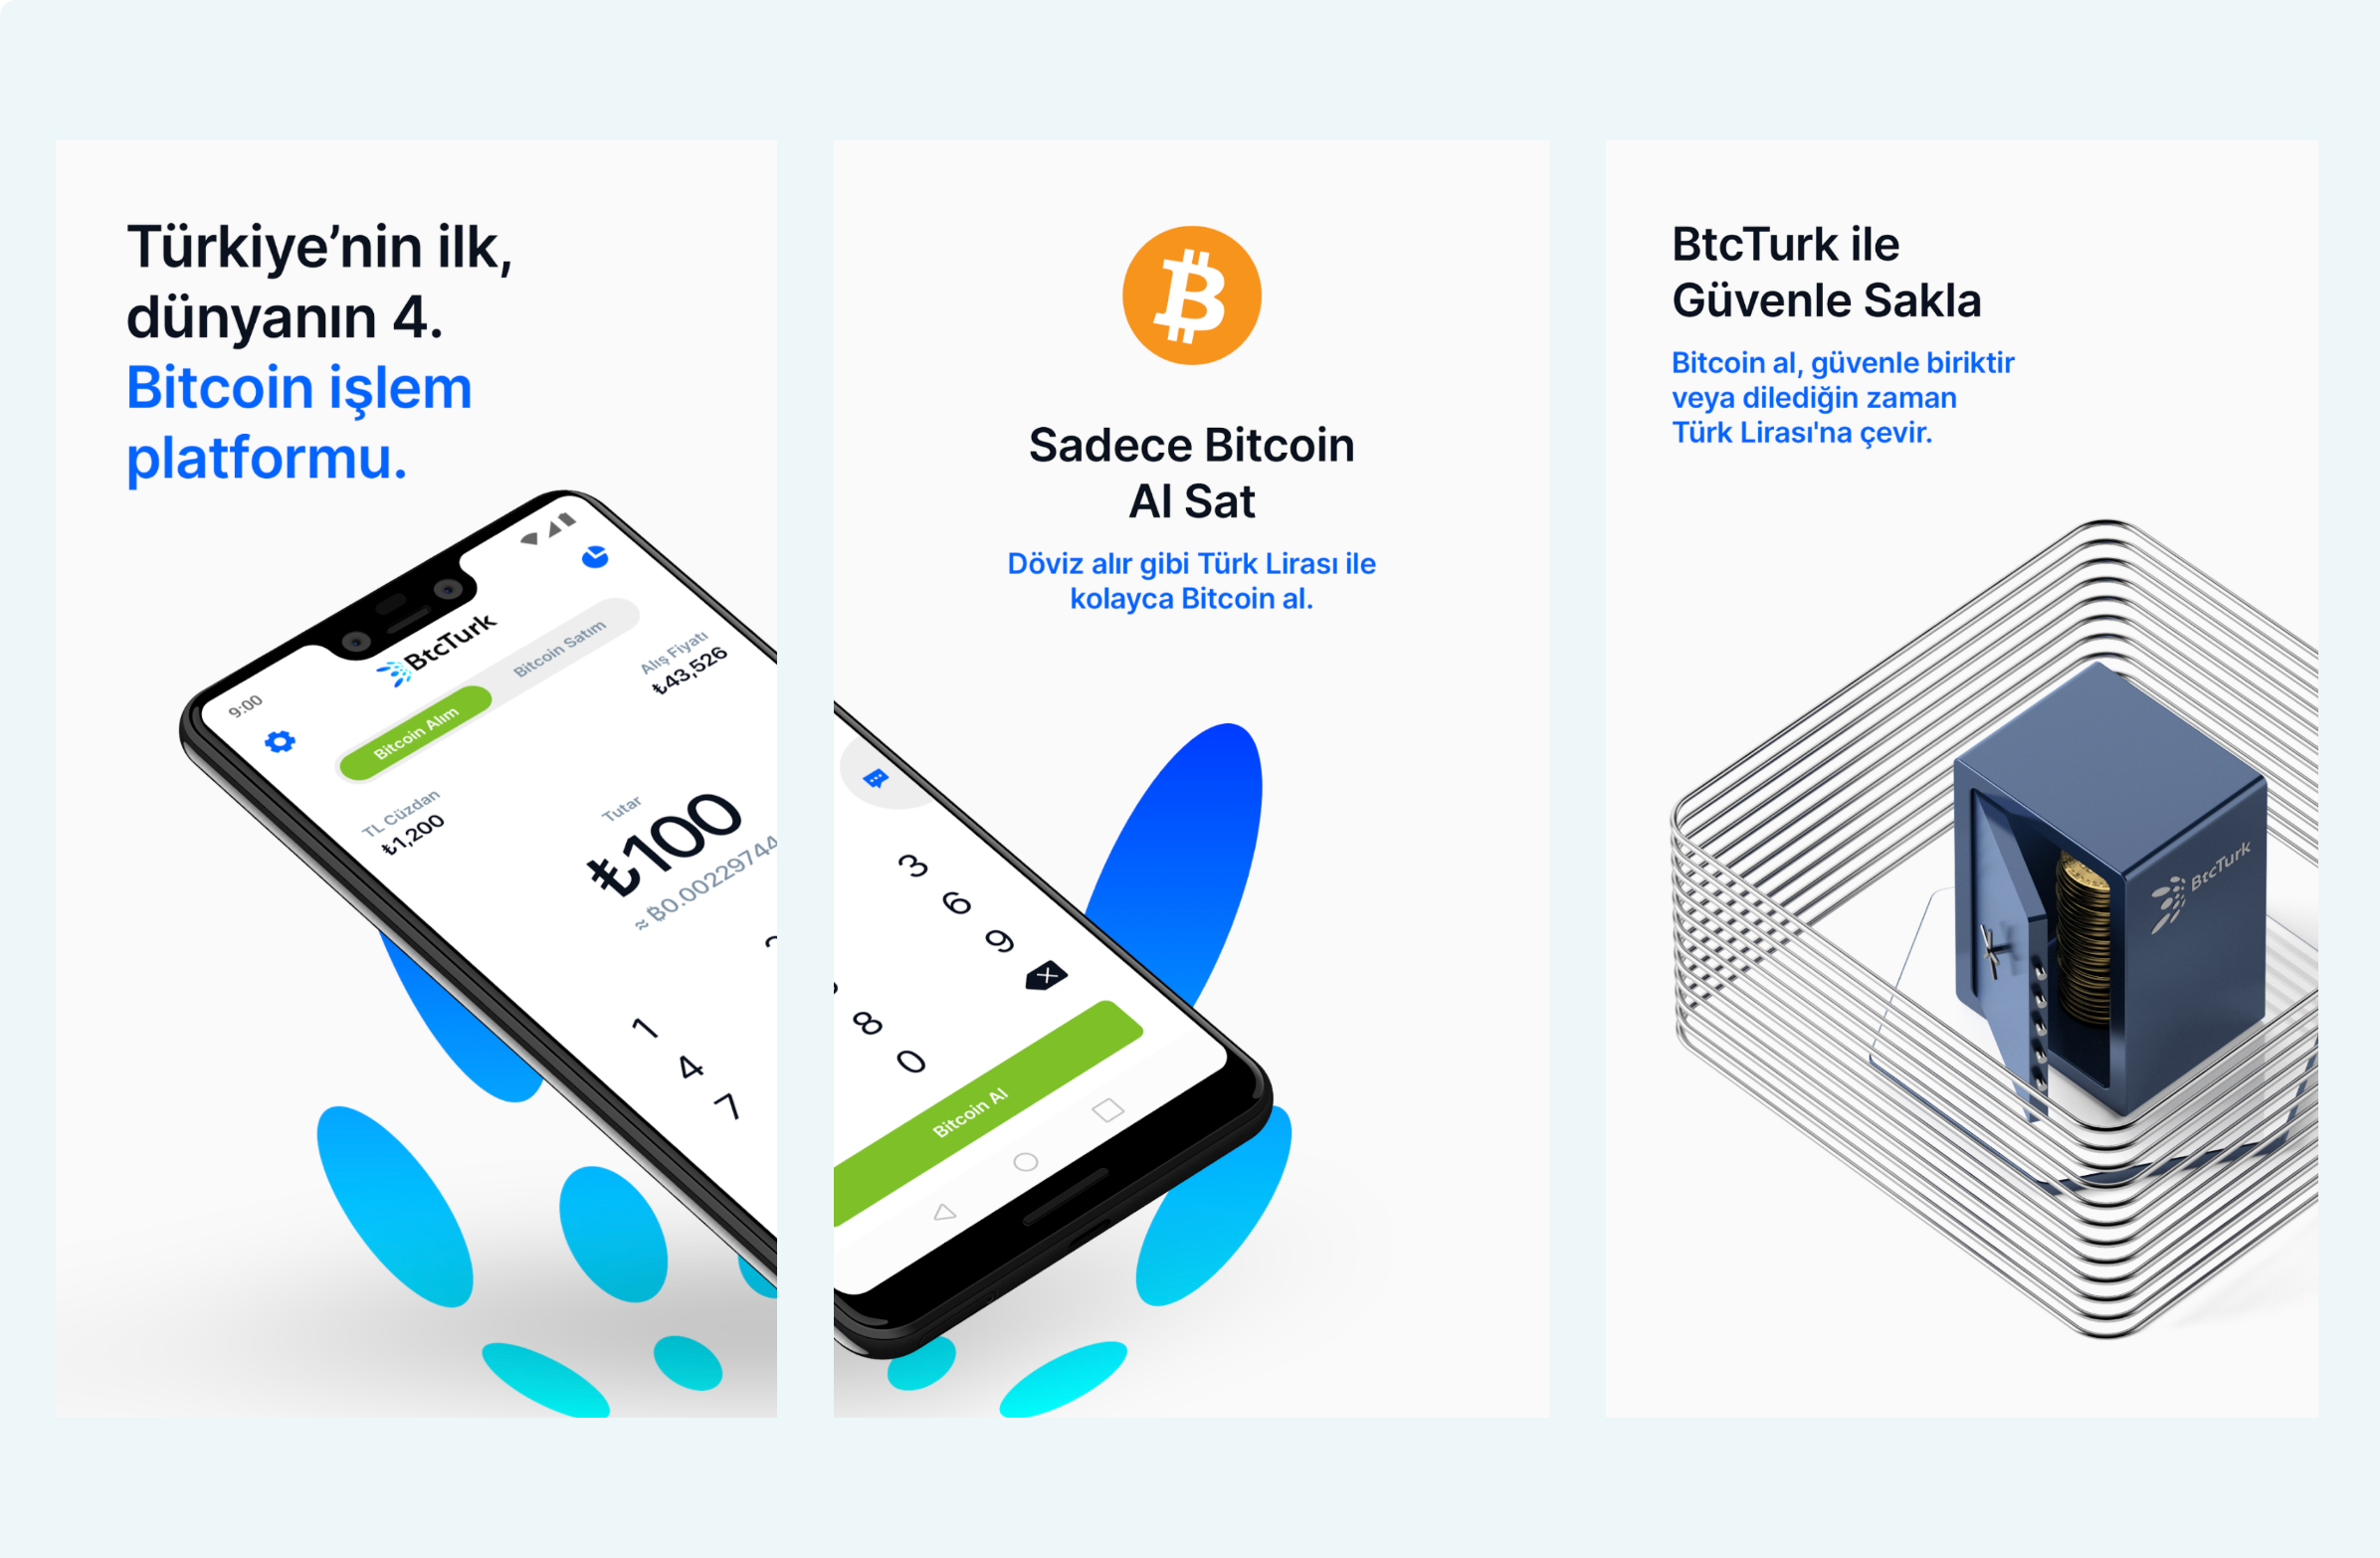 Türkiye’nin ilk,
dünyanın 4.
Bitcoin işlem
platformu.
9:00
BtcTurk
Bitcoin Alım
Bitcoin Satım
TL Cüzdan
₺1,200
Alış Fiyatı
₺43,526
Tutar
₺100
≈ ₿0.00229744
1
4
7
Sadece Bitcoin
Al Sat
Döviz alır gibi Türk Lirası ile
kolayca Bitcoin al.
3
6
9
8
0
Bitcoin Al
BtcTurk ile
Güvenle Sakla
Bitcoin al, güvenle biriktir
veya dilediğin zaman
Türk Lirası'na çevir.
BtcTurk